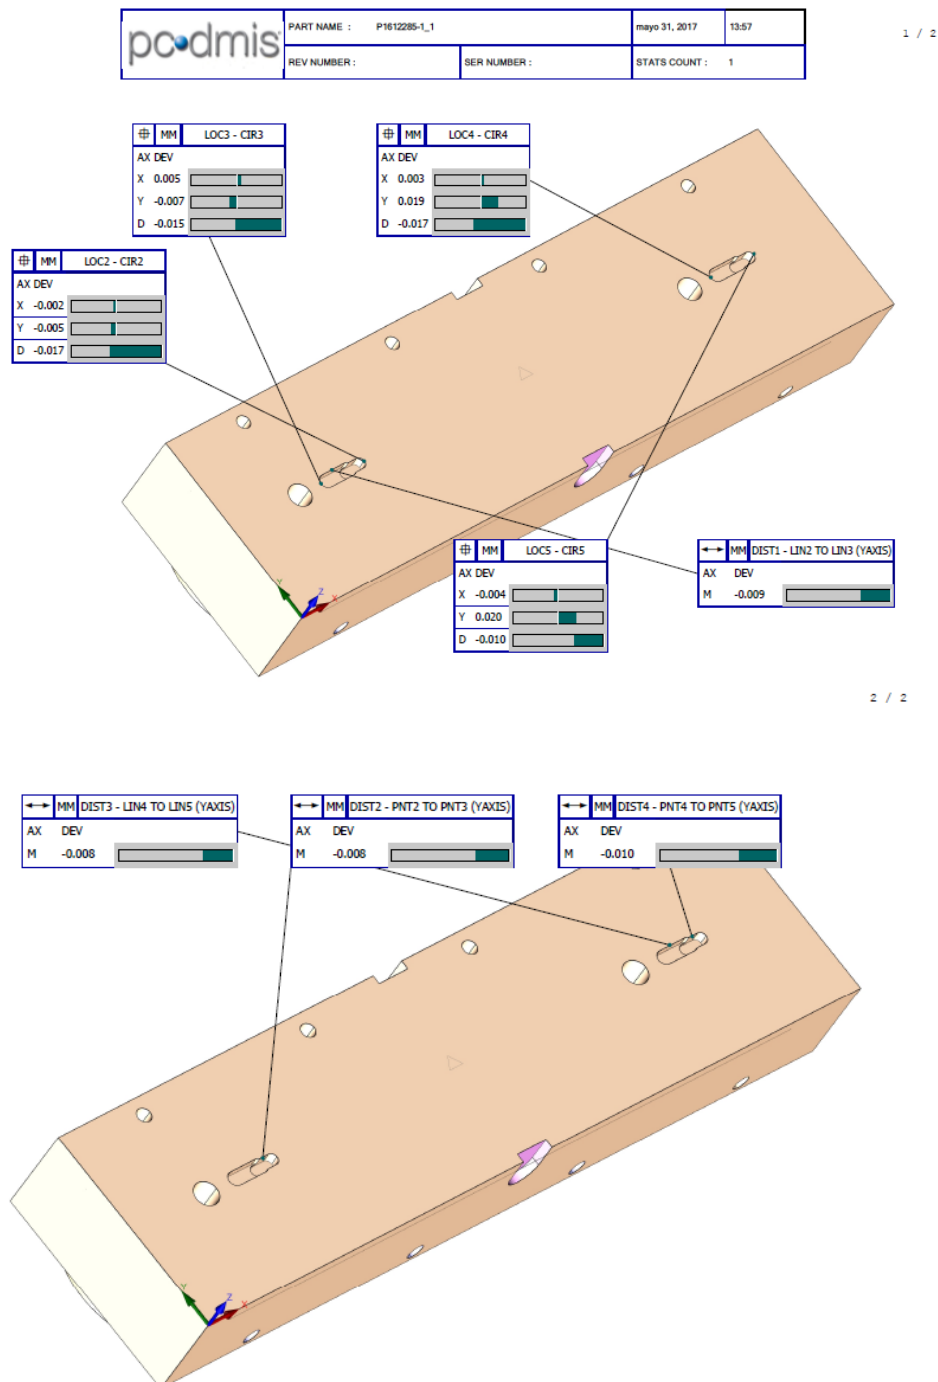 pc•dmis
PART NAME : P1612285-1_1
mayo 31, 2017
13:57
REV NUMBER :
SER NUMBER :
STATS COUNT : 1
1 / 2
⌖ MM LOC3 - CIR3
AX DEV
X 0.005
Y -0.007
D -0.015
⌖ MM LOC4 - CIR4
AX DEV
X 0.003
Y 0.019
D -0.017
⌖ MM LOC2 - CIR2
AX DEV
X -0.002
Y -0.005
D -0.017
⌖ MM LOC5 - CIR5
AX DEV
X -0.004
Y 0.020
D -0.010
↔ MM DIST1 - LIN2 TO LIN3 (YAXIS)
AX DEV
M -0.009
Y
Z
X
2 / 2
↔ MM DIST3 - LIN4 TO LIN5 (YAXIS)
AX DEV
M -0.008
↔ MM DIST2 - PNT2 TO PNT3 (YAXIS)
AX DEV
M -0.008
↔ MM DIST4 - PNT4 TO PNT5 (YAXIS)
AX DEV
M -0.010
Y
Z
X